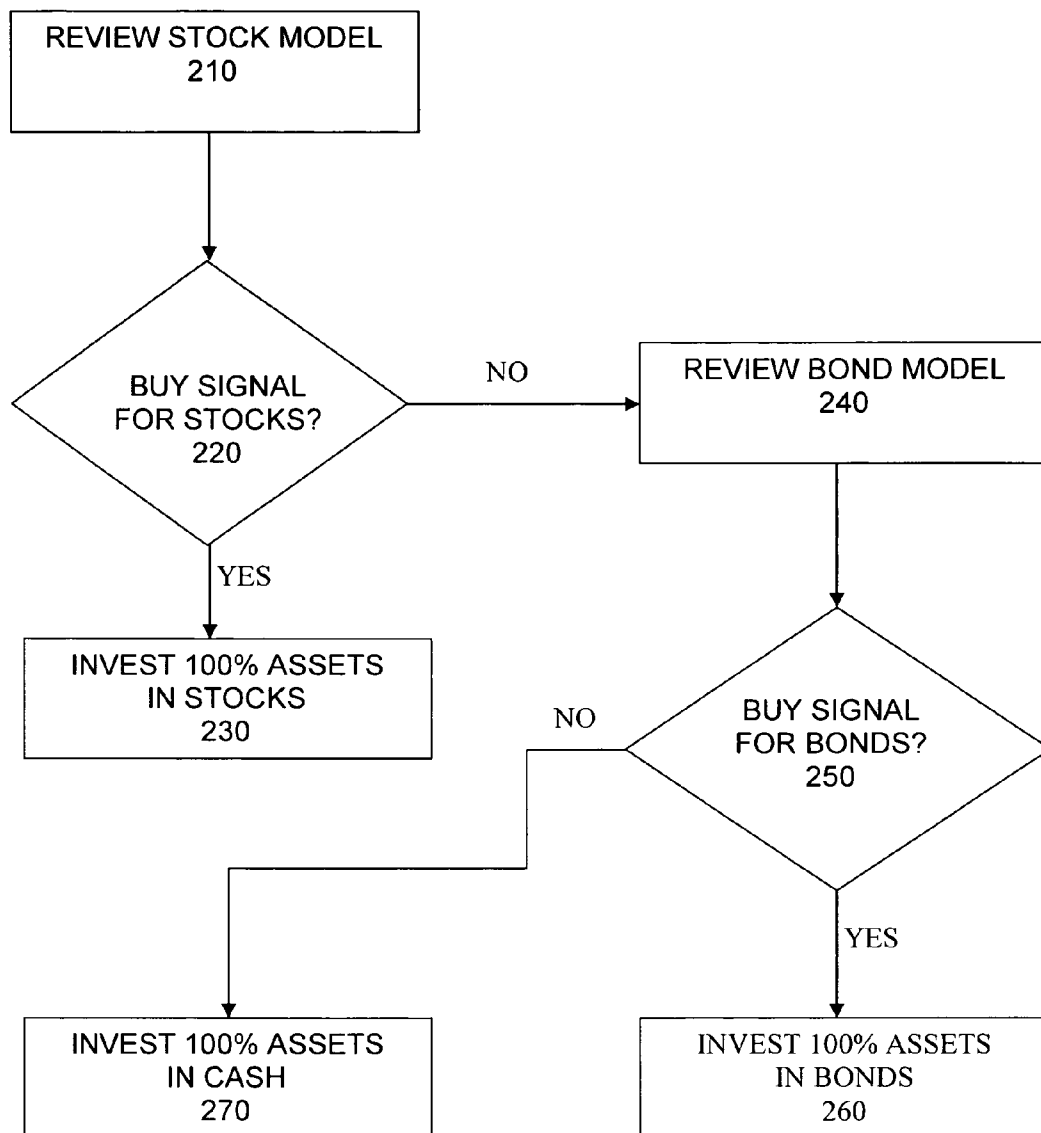 REVIEW STOCK MODEL
210
BUY SIGNAL
FOR STOCKS?
220
NO
REVIEW BOND MODEL
240
YES
INVEST 100% ASSETS
IN STOCKS
230
NO
BUY SIGNAL
FOR BONDS?
250
YES
INVEST 100% ASSETS
IN CASH
270
INVEST 100% ASSETS
IN BONDS
260